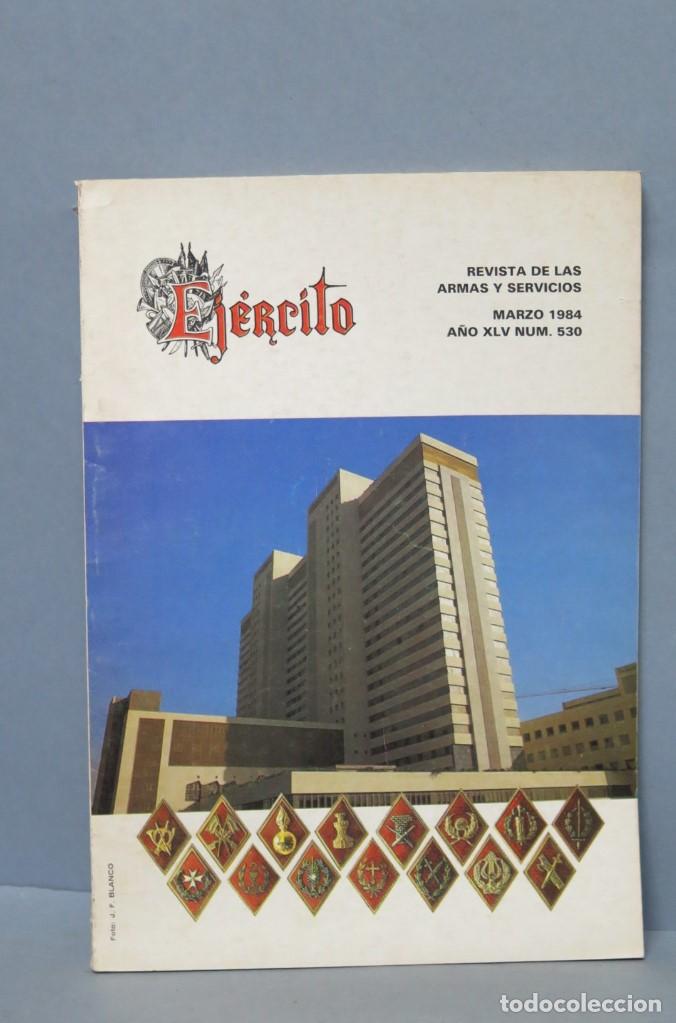 Ejército
REVISTA DE LAS
ARMAS Y SERVICIOS
MARZO 1984
AÑO XLV NUM. 530
Foto: J. F. BLANCO
todocoleccion